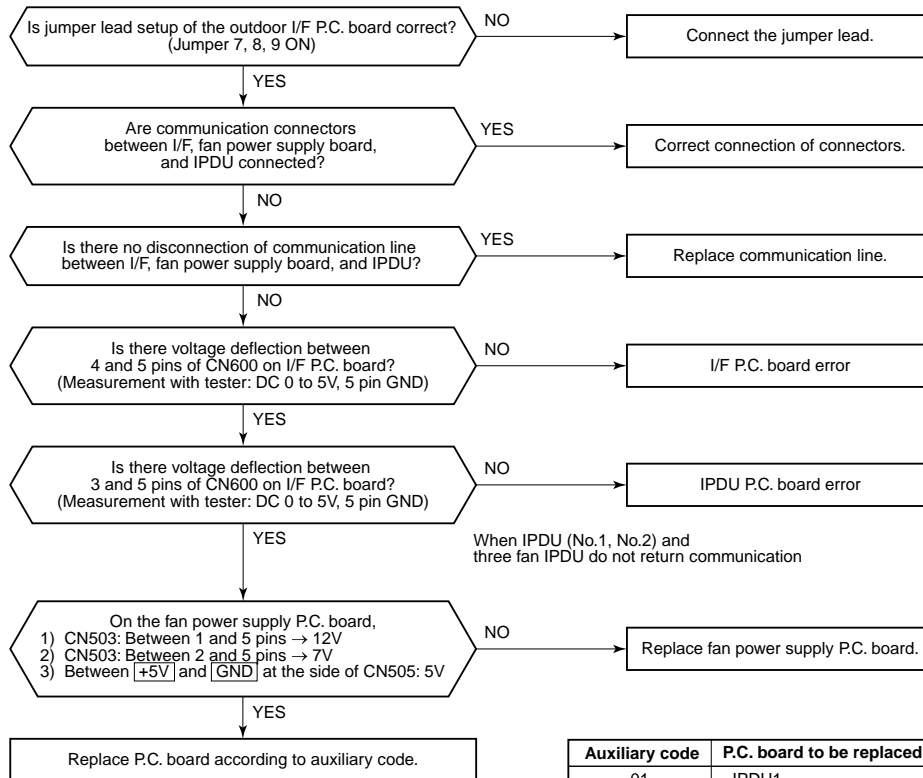 Is jumper lead setup of the outdoor I/F P.C. board correct?
(Jumper 7, 8, 9 ON)
NO
Connect the jumper lead.
YES
Are communication connectors
between I/F, fan power supply board,
and IPDU connected?
YES
Correct connection of connectors.
NO
Is there no disconnection of communication line
between I/F, fan power supply board, and IPDU?
YES
Replace communication line.
NO
Is there voltage deflection between
4 and 5 pins of CN600 on I/F P.C. board?
(Measurement with tester: DC 0 to 5V, 5 pin GND)
NO
I/F P.C. board error
YES
Is there voltage deflection between
3 and 5 pins of CN600 on I/F P.C. board?
(Measurement with tester: DC 0 to 5V, 5 pin GND)
NO
IPDU P.C. board error
YES
When IPDU (No.1, No.2) and
three fan IPDU do not return communication
On the fan power supply P.C. board,
1) CN503: Between 1 and 5 pins → 12V
2) CN503: Between 2 and 5 pins → 7V
3) Between +5V and GND at the side of CN505: 5V
NO
Replace fan power supply P.C. board.
YES
Replace P.C. board according to auxiliary code.
Auxiliary code P.C. board to be replaced
01 IPDU1